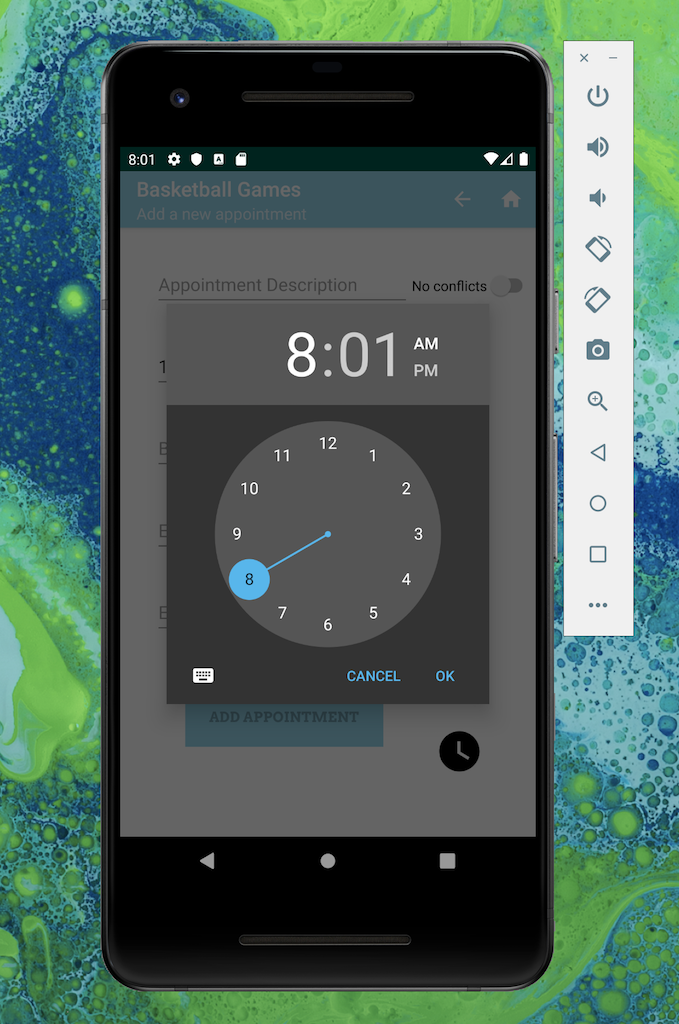 8:01
Basketball Games
Add a new appointment
Appointment Description
No conflicts
8:01
AM
PM
1
12
11
1
10
2
9
3
8
4
7
5
6
CANCEL
OK
ADD APPOINTMENT